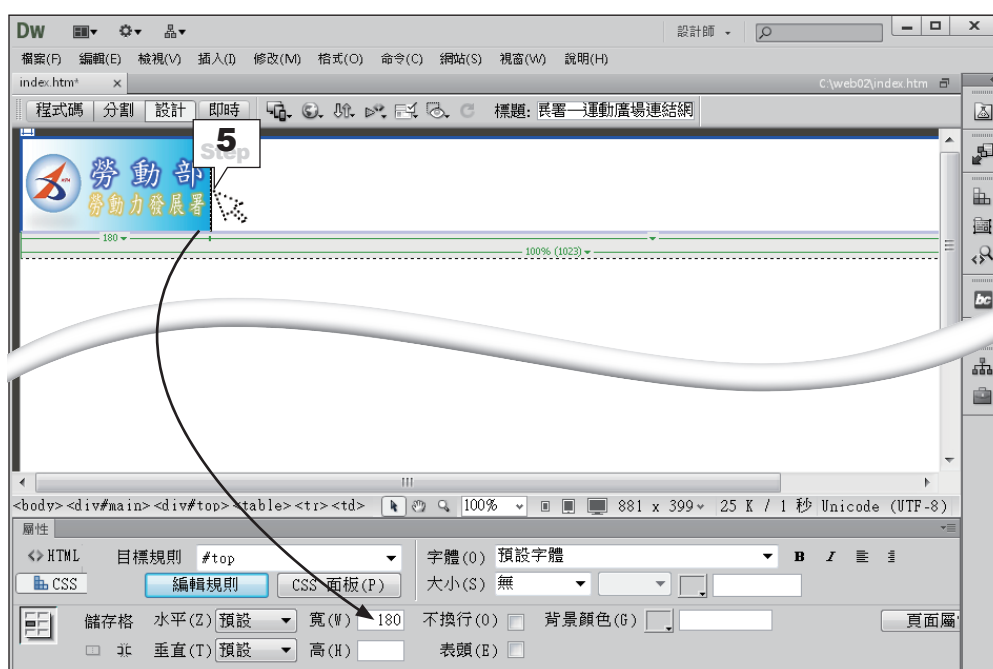 DW 設計師
檔案(F) 編輯(E) 檢視(V) 插入(I) 修改(M) 格式(O) 命令(C) 網站(S) 視窗(W) 說明(H)
index.htm* × C:\web02\index.htm
程式碼 分割 設計 即時 標題: 展署—運動廣場連結網
Step 5
勞動部
勞動力發展署
180
100% (1023)
<body> <div#main> <div#top> <table> <tr> <td> 100% 881 x 399 25 K / 1 秒 Unicode (UTF-8)
屬性
<> HTML 目標規則 #top 字體(O) 預設字體 B I
CSS 編輯規則 CSS 面板(P) 大小(S) 無
儲存格 水平(Z) 預設 寬(W) 180 不換行(O) 背景顏色(G) 頁面屬
垂直(T) 預設 高(H) 表頭(E)
bc